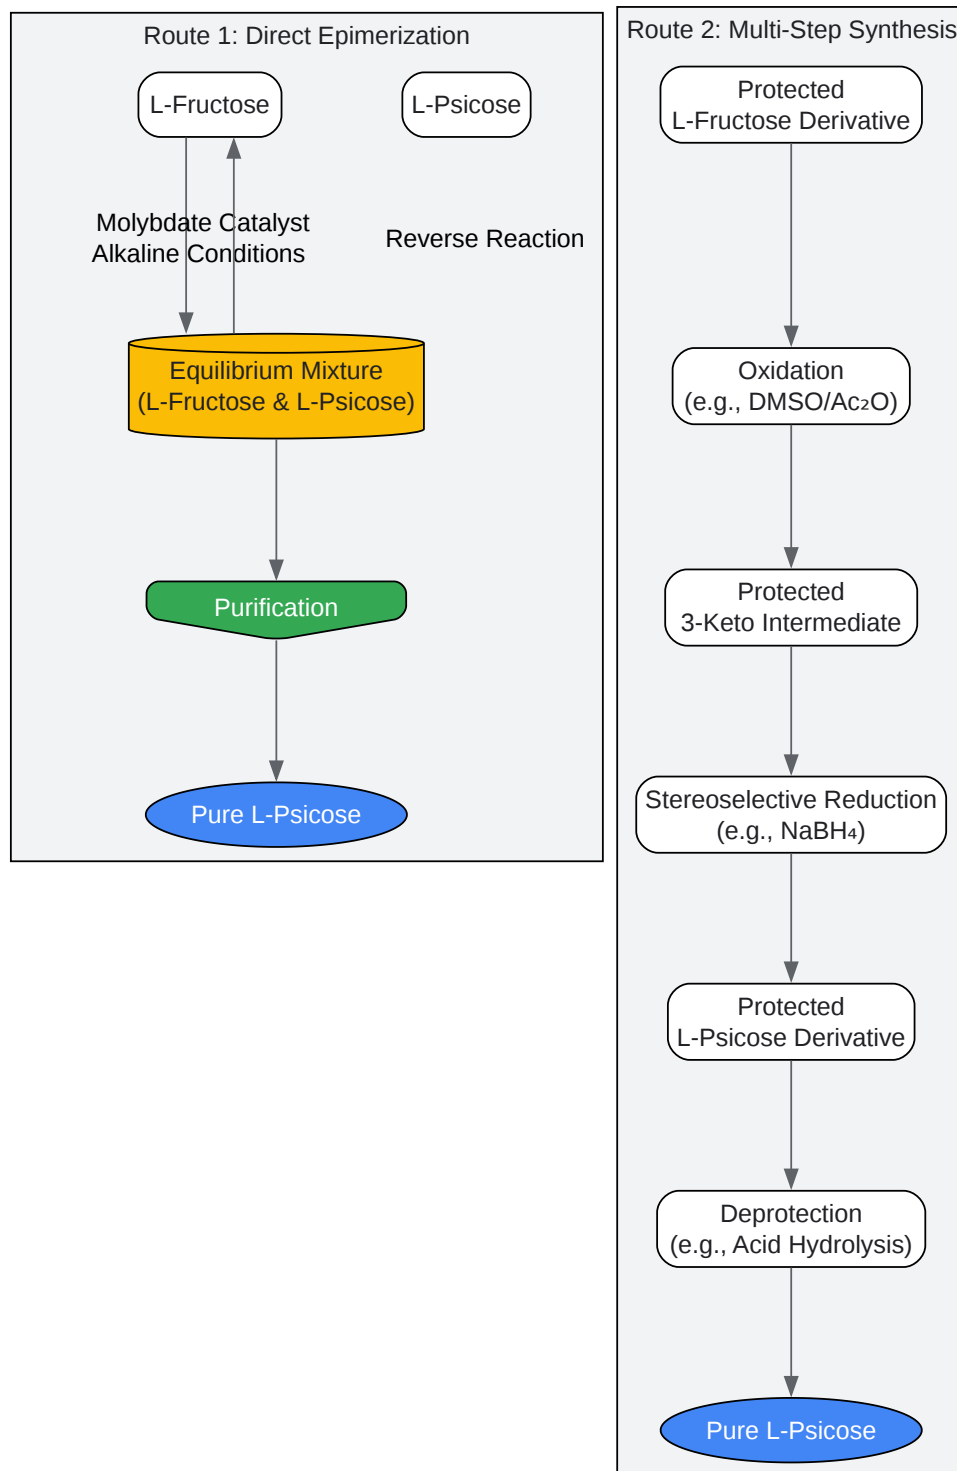 Route 1: Direct Epimerization
L-Fructose
L-Psicose
Molybdate Catalyst
Alkaline Conditions
Reverse Reaction
Equilibrium Mixture
(L-Fructose & L-Psicose)
Purification
Pure L-Psicose
Route 2: Multi-Step Synthesis
Protected
L-Fructose Derivative
Oxidation
(e.g., DMSO/Ac₂O)
Protected
3-Keto Intermediate
Stereoselective Reduction
(e.g., NaBH₄)
Protected
L-Psicose Derivative
Deprotection
(e.g., Acid Hydrolysis)
Pure L-Psicose